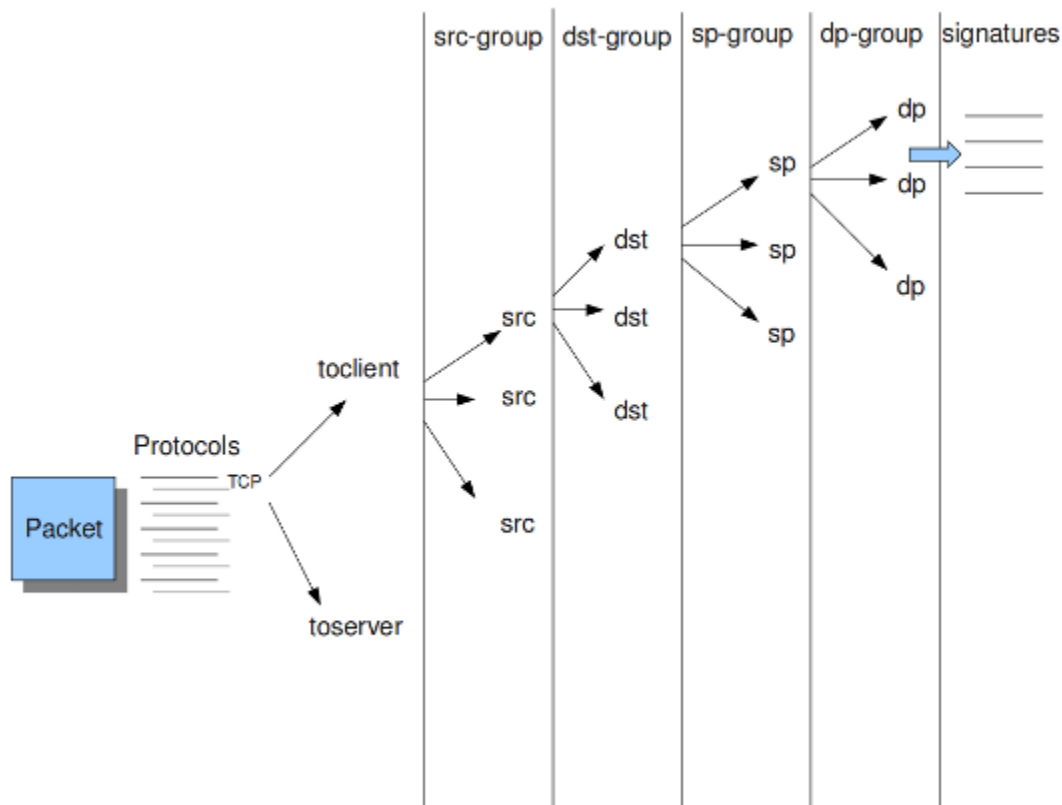 src-group dst-group sp-group dp-group signatures
dp
sp
dp
dst
sp
dp
src
dst
sp
toclient
src
dst
Protocols
TCP
Packet
src
toserver